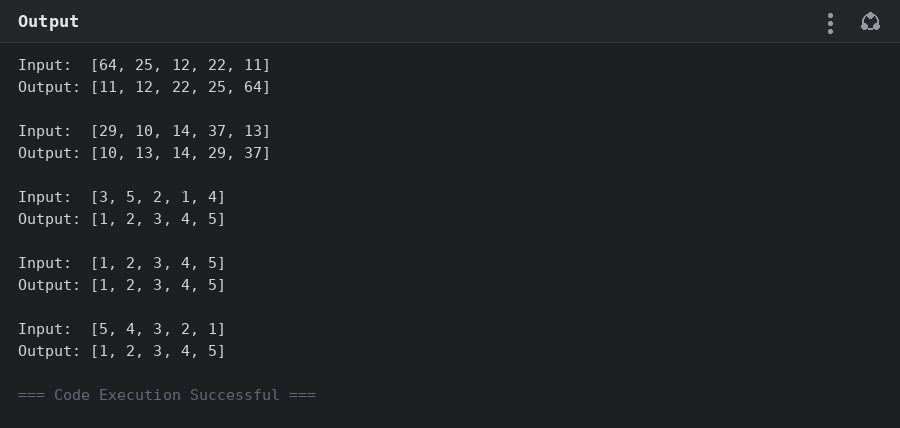 Output
Input:  [64, 25, 12, 22, 11]
Output: [11, 12, 22, 25, 64]
Input:  [29, 10, 14, 37, 13]
Output: [10, 13, 14, 29, 37]
Input:  [3, 5, 2, 1, 4]
Output: [1, 2, 3, 4, 5]
Input:  [1, 2, 3, 4, 5]
Output: [1, 2, 3, 4, 5]
Input:  [5, 4, 3, 2, 1]
Output: [1, 2, 3, 4, 5]
=== Code Execution Successful ===